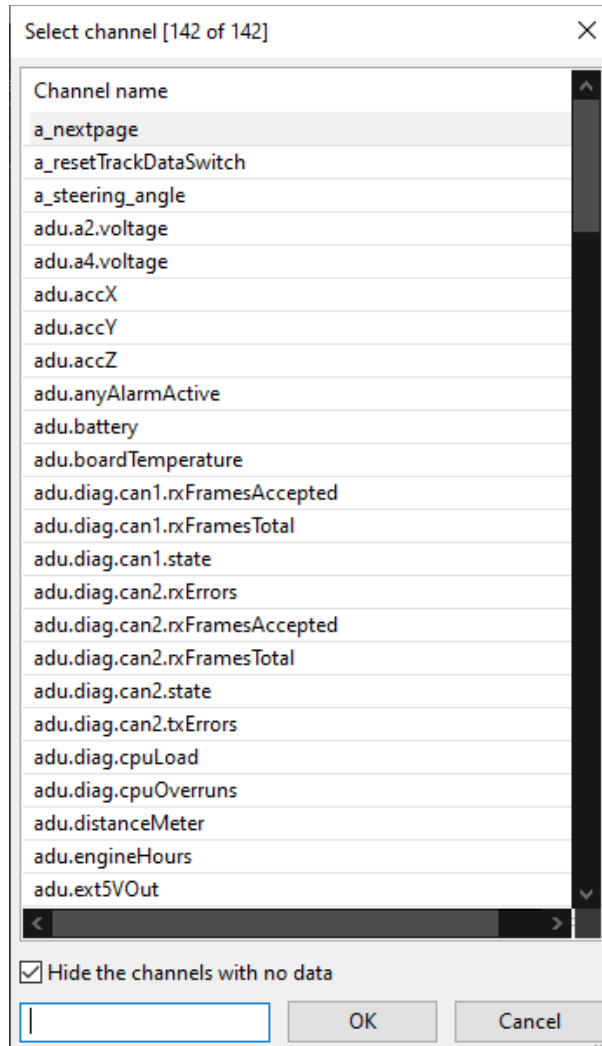 Select channel [142 of 142]
Channel name
a_nextpage
a_resetTrackDataSwitch
a_steering_angle
adu.a2.voltage
adu.a4.voltage
adu.accX
adu.accY
adu.accZ
adu.anyAlarmActive
adu.battery
adu.boardTemperature
adu.diag.can1.rxFramesAccepted
adu.diag.can1.rxFramesTotal
adu.diag.can1.state
adu.diag.can2.rxErrors
adu.diag.can2.rxFramesAccepted
adu.diag.can2.rxFramesTotal
adu.diag.can2.state
adu.diag.can2.txErrors
adu.diag.cpuLoad
adu.diag.cpuOverruns
adu.distanceMeter
adu.engineHours
adu.ext5VOut
Hide the channels with no data
OK Cancel